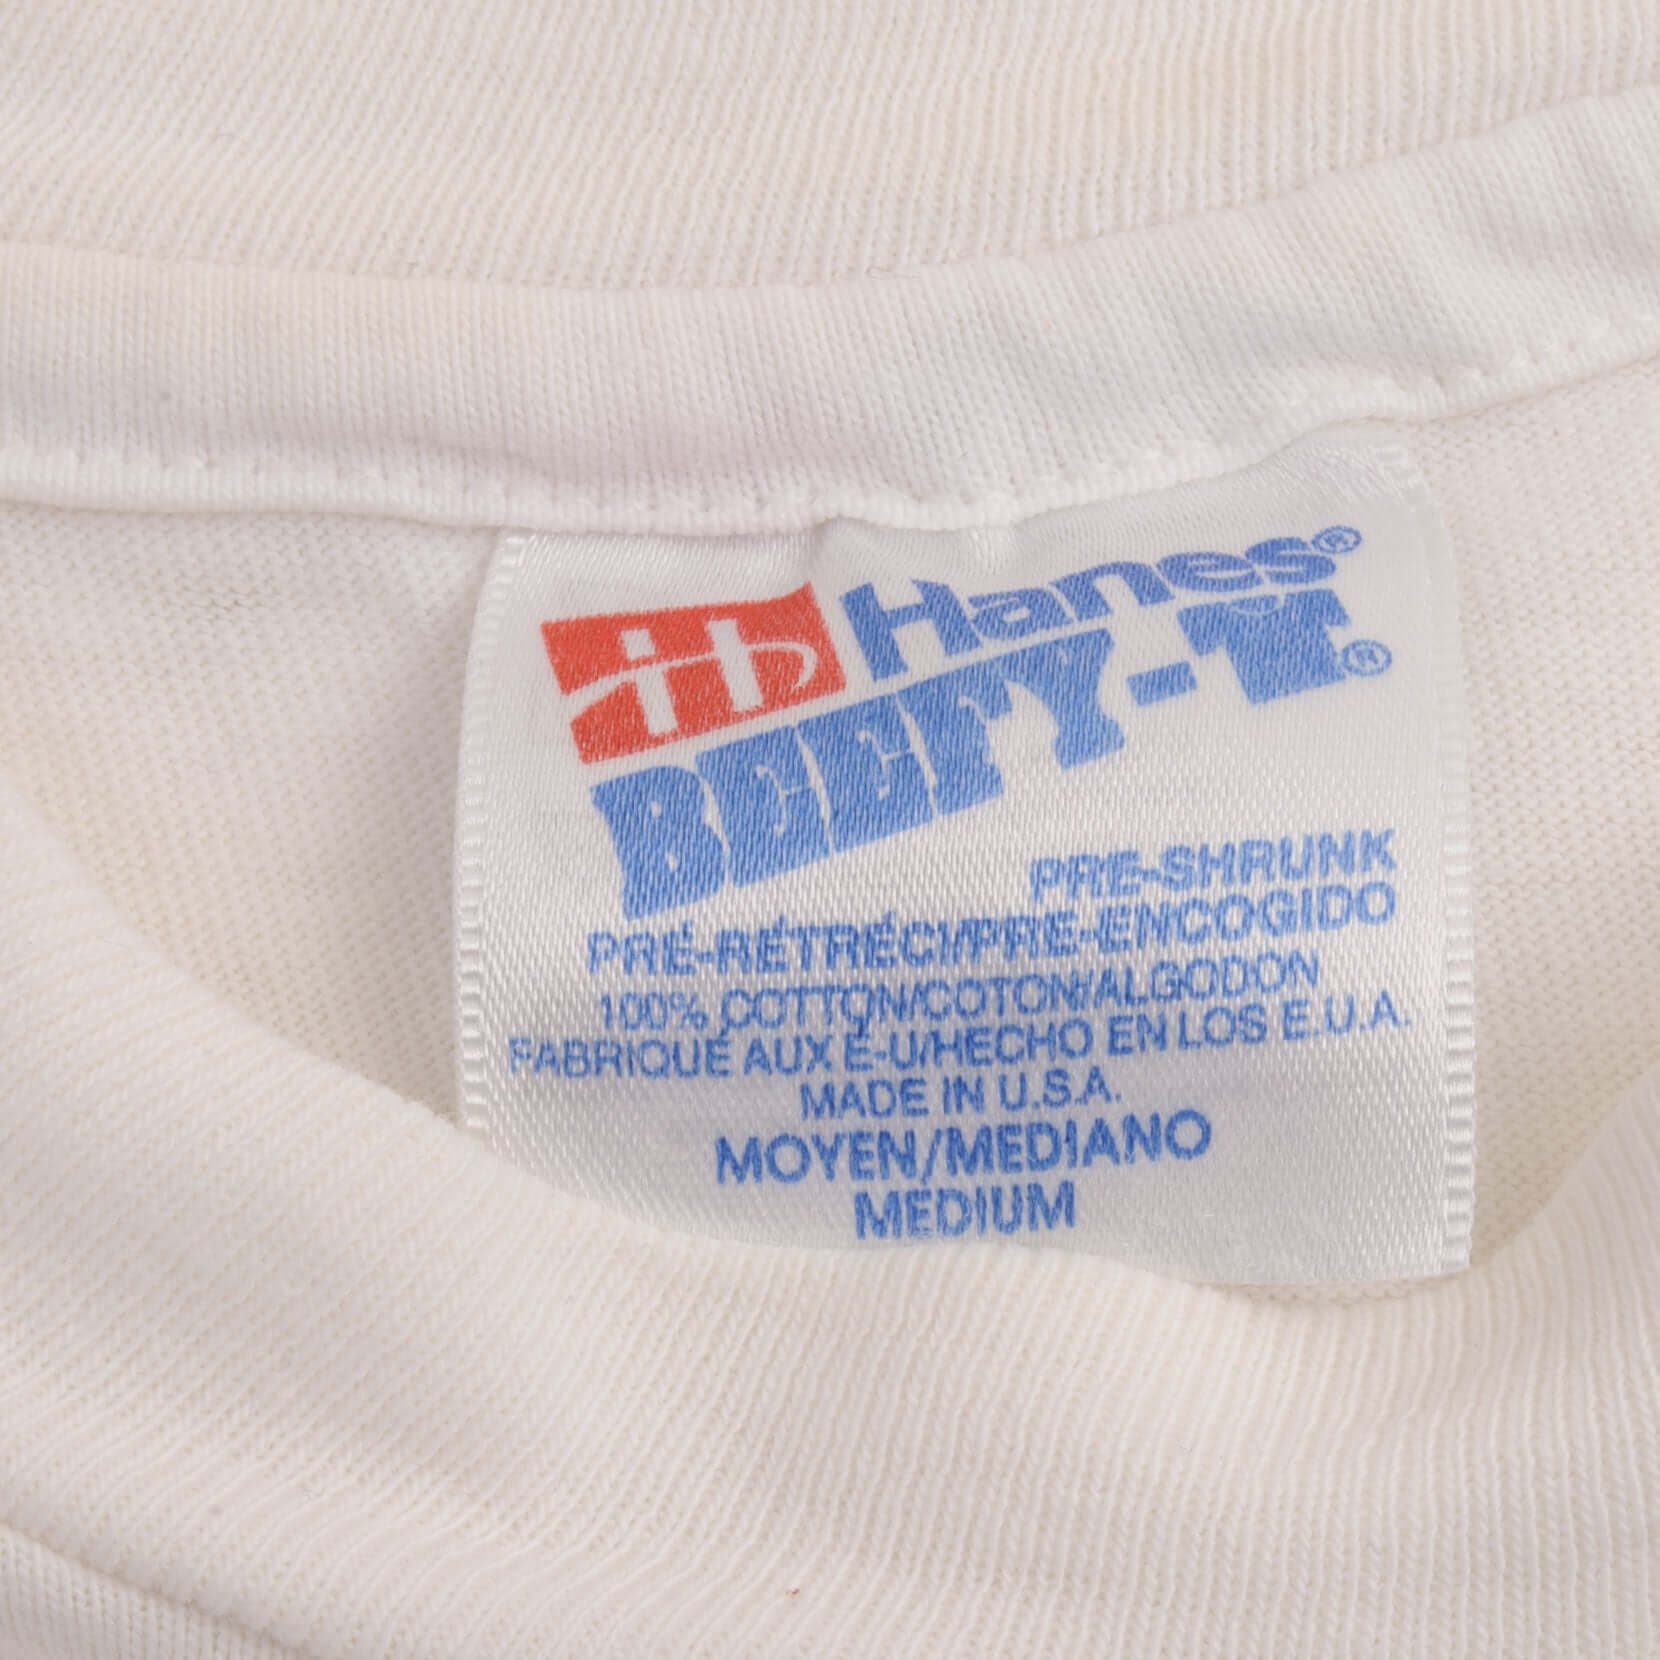 Hanes®
BEEFY-T®
PRE-SHRUNK
PRÉ-RÉTRÉCI/PRE-ENCOGIDO
100% COTTON/COTON/ALGODON
FABRIQUÉ AUX É-U/HECHO EN LOS E.U.A.
MADE IN U.S.A.
MOYEN/MEDIANO
MEDIUM